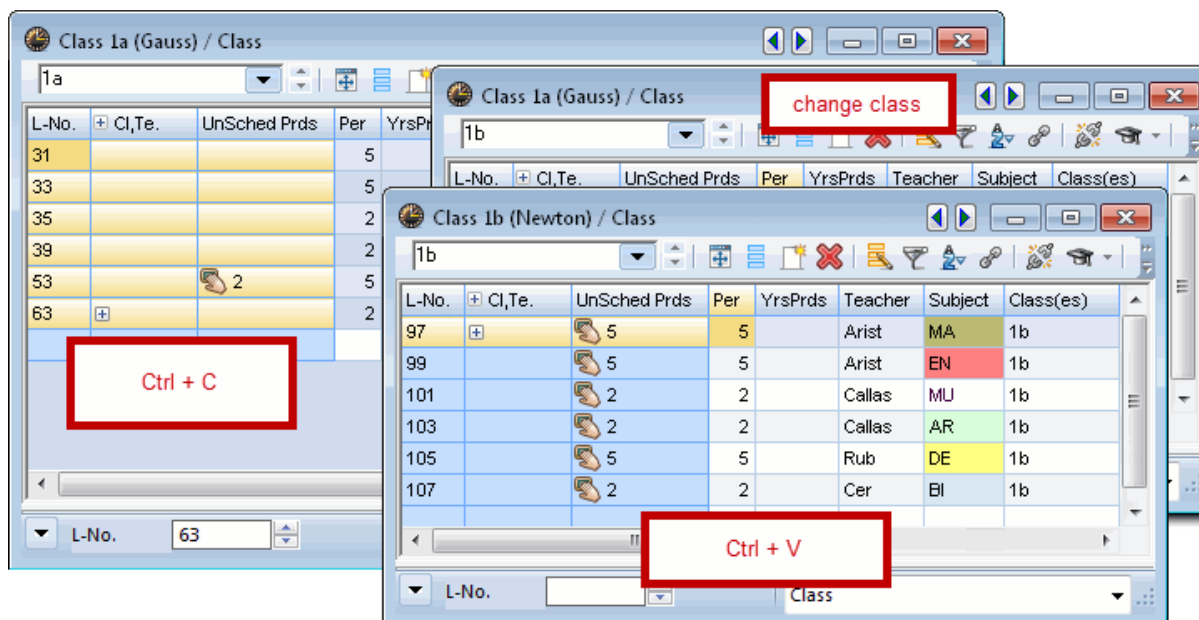 Class 1a (Gauss) / Class
1a
L-No. Cl,Te. UnSched Prds Per
31 5
33 5
35 2
39 2
53 2 5
63 2
Ctrl + C
L-No. 63
Class 1a (Gauss) / Class
change class
1b
L-No. Cl,Te. UnSched Prds Per YrsPrds Teacher Subject Class(es)
Class 1b (Newton) / Class
1b
L-No. Cl,Te. UnSched Prds Per YrsPrds Teacher Subject Class(es)
97 5 5 Arist MA 1b
99 5 5 Arist EN 1b
101 2 2 Callas MU 1b
103 2 2 Callas AR 1b
105 5 5 Rub DE 1b
107 2 2 Cer BI 1b
Ctrl + V
L-No. Class